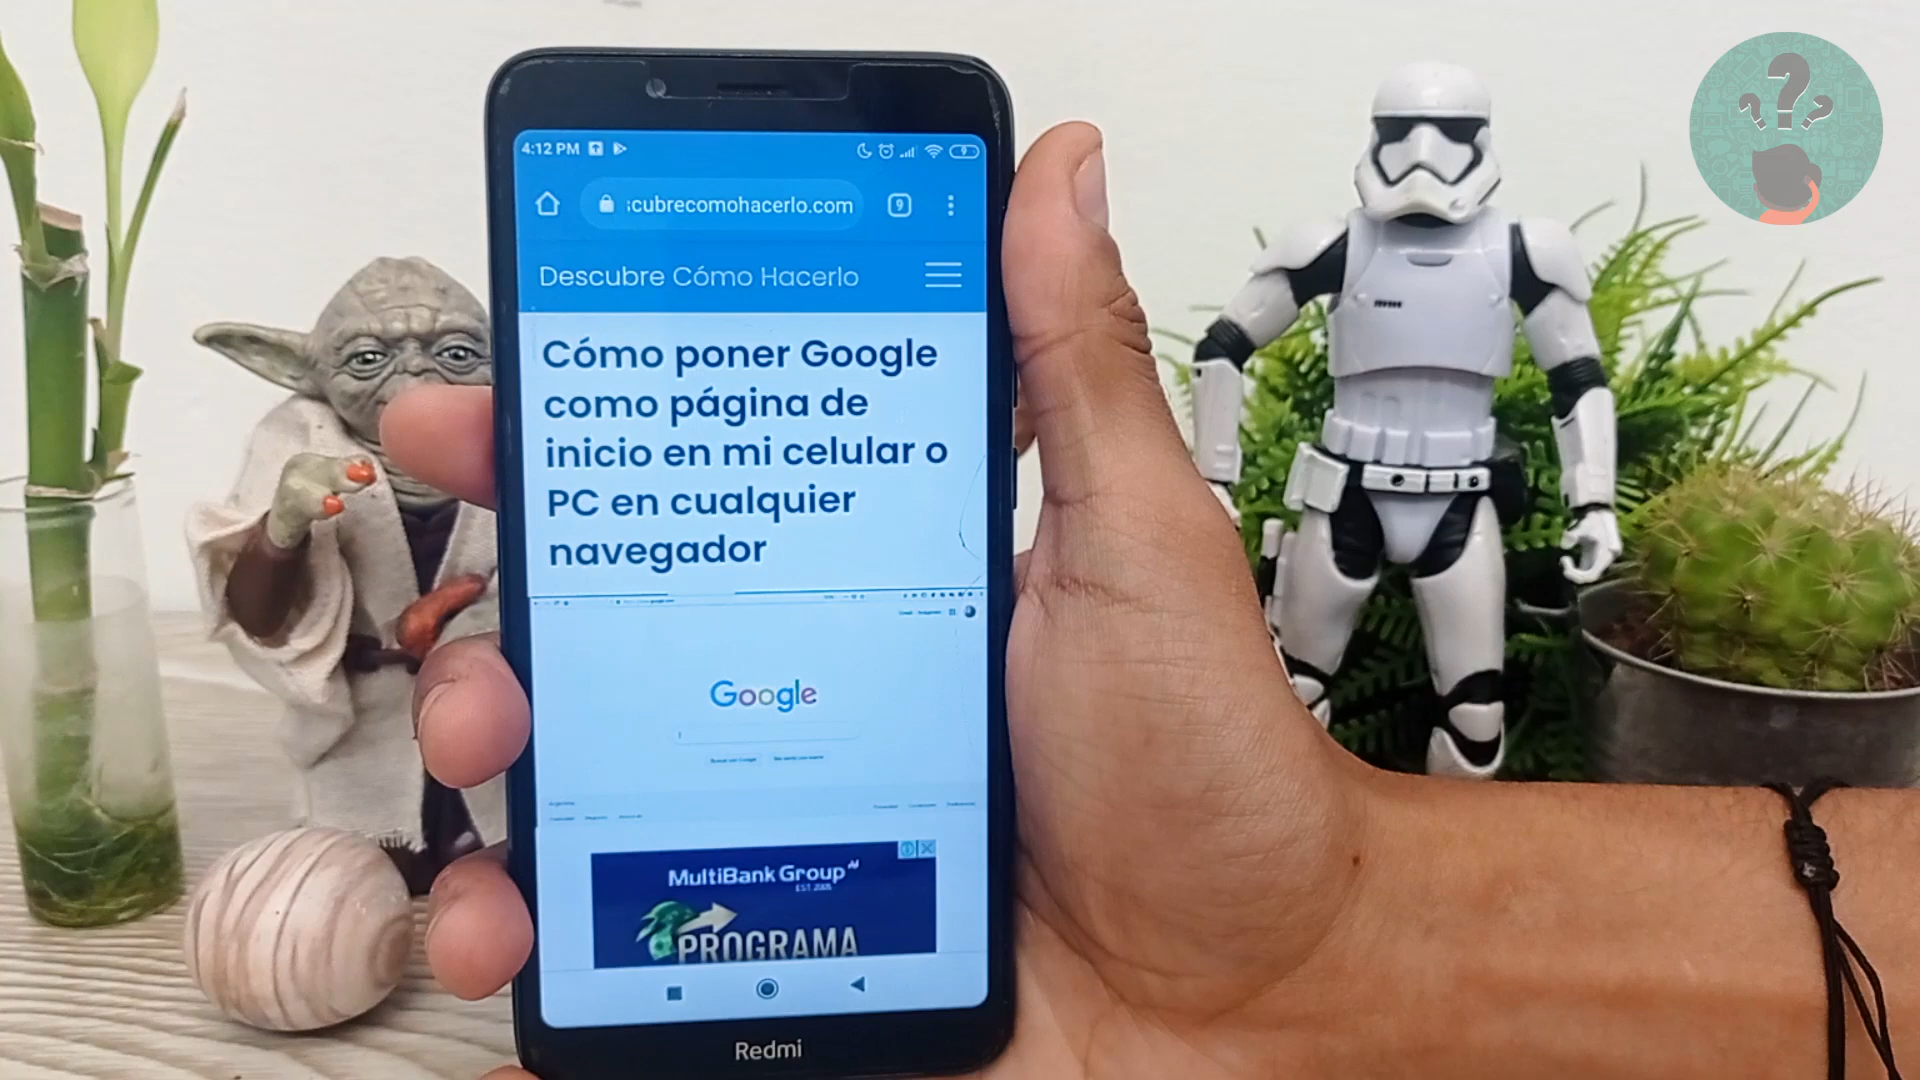 4:12 PM
9
:cubrecomohacerlo.com
9
Descubre Cómo Hacerlo
Cómo poner Google
como página de
inicio en mi celular o
PC en cualquier
navegador
Google
MultiBank Group
EST. 2005
PROGRAMA
Redmi